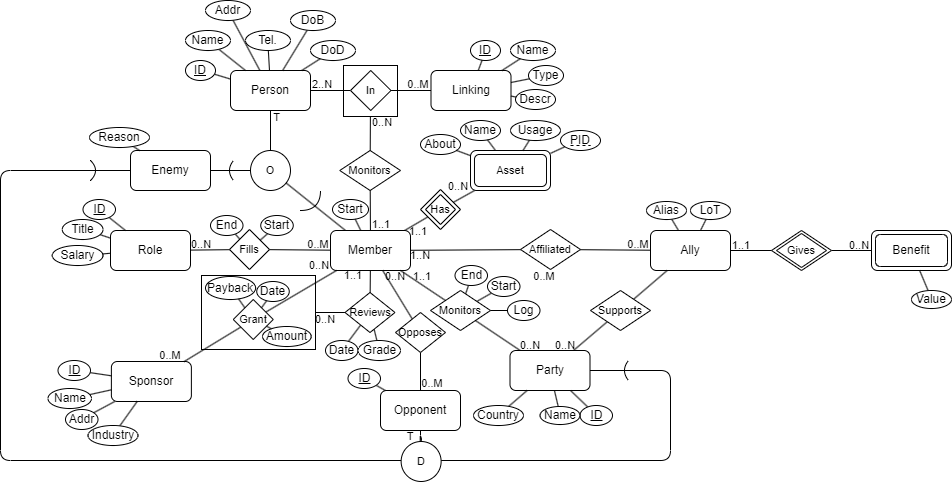 Addr
DoB
Name
Tel.
DoD
ID
Person
T
2..N
In
0..M
0..N
Linking
ID
Name
Type
Descr
Reason
Enemy
O
Monitors
1..1
Start
About
Name
Usage
PID
Asset
0..N
Has
1..1
ID
Title
Salary
Role
0..N
End
Start
Fills
0..M
Member
0..N
1..1
0..N
1..1
1..N
Affiliated
0..M
0..M
Alias
LoT
Ally
1..1
Gives
0..N
Benefit
Value
Payback
Date
Grant
Amount
0..N
Reviews
Date
Grade
Opposes
0..M
End
Start
Log
Monitors
0..N
0..N
Supports
0..M
ID
Name
Addr
Industry
Sponsor
ID
Opponent
T
D
Party
Country
Name
ID